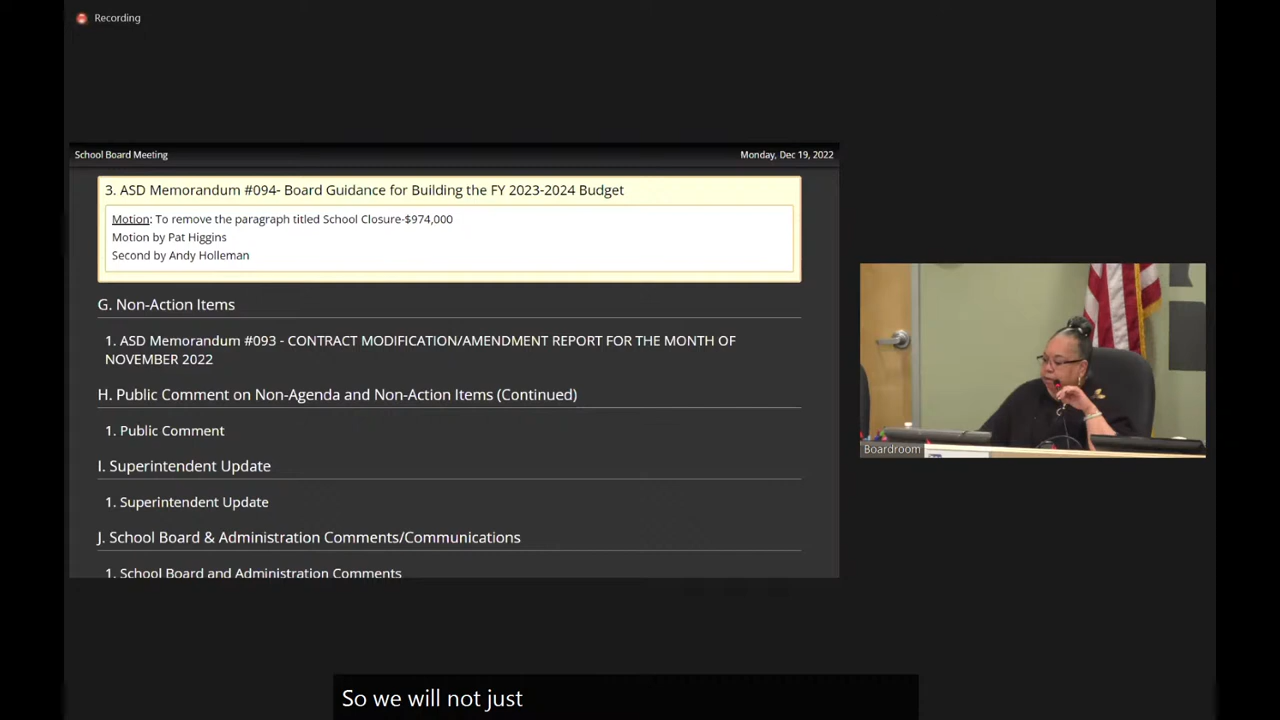 Recording
School Board Meeting
Monday, Dec 19, 2022
3. ASD Memorandum #094- Board Guidance for Building the FY 2023-2024 Budget
Motion: To remove the paragraph titled School Closure-$974,000
Motion by Pat Higgins
Second by Andy Holleman
G. Non-Action Items
1. ASD Memorandum #093 - CONTRACT MODIFICATION/AMENDMENT REPORT FOR THE MONTH OF
NOVEMBER 2022
H. Public Comment on Non-Agenda and Non-Action Items (Continued)
1. Public Comment
I. Superintendent Update
1. Superintendent Update
J. School Board & Administration Comments/Communications
1. School Board and Administration Comments
Boardroom
So we will not just